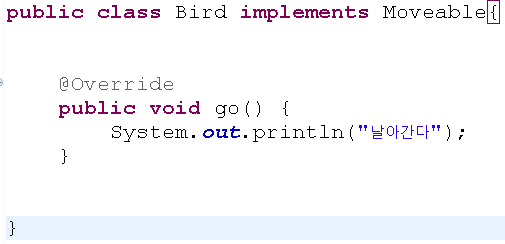 public class Bird implements Moveable{
@Override
public void go() {
System.out.println("날아간다");
}
}